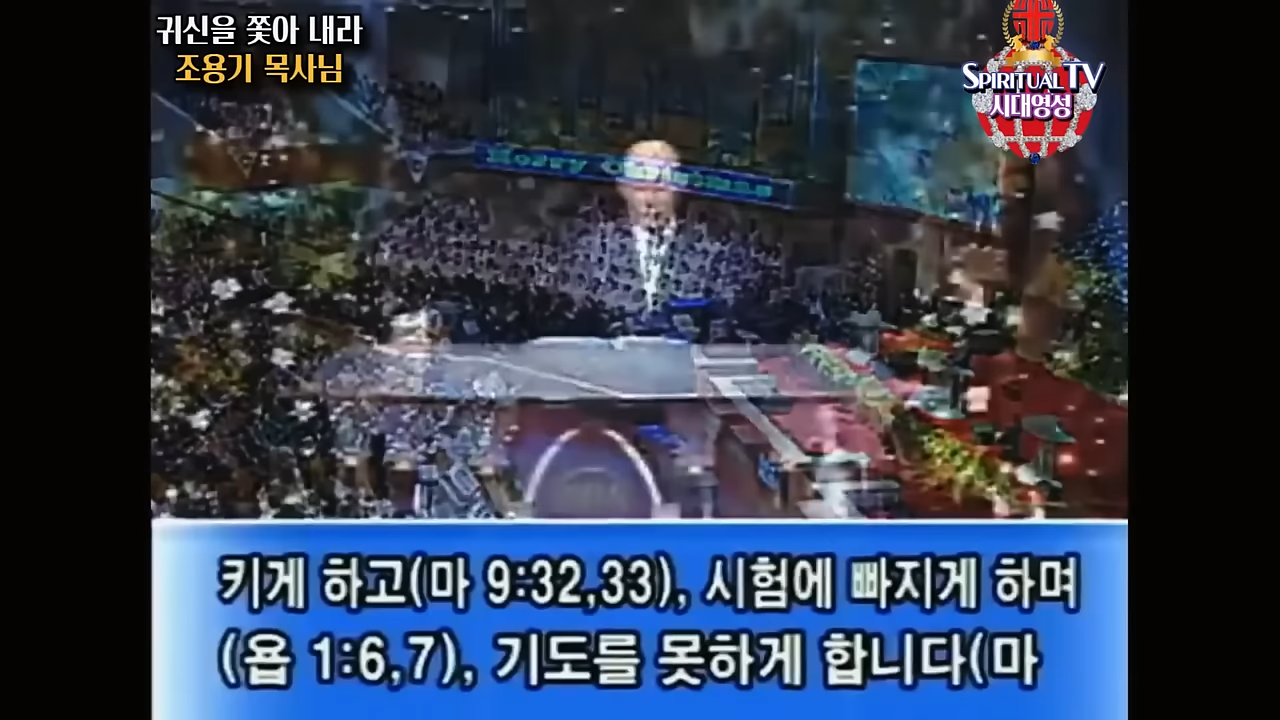 귀신을 쫓아 내라
조용기 목사님
SPIRITUAL TV
시대영성
Merry Christmas
키게 하고(마 9:32,33), 시험에 빠지게 하며
(욥 1:6,7), 기도를 못하게 합니다(마